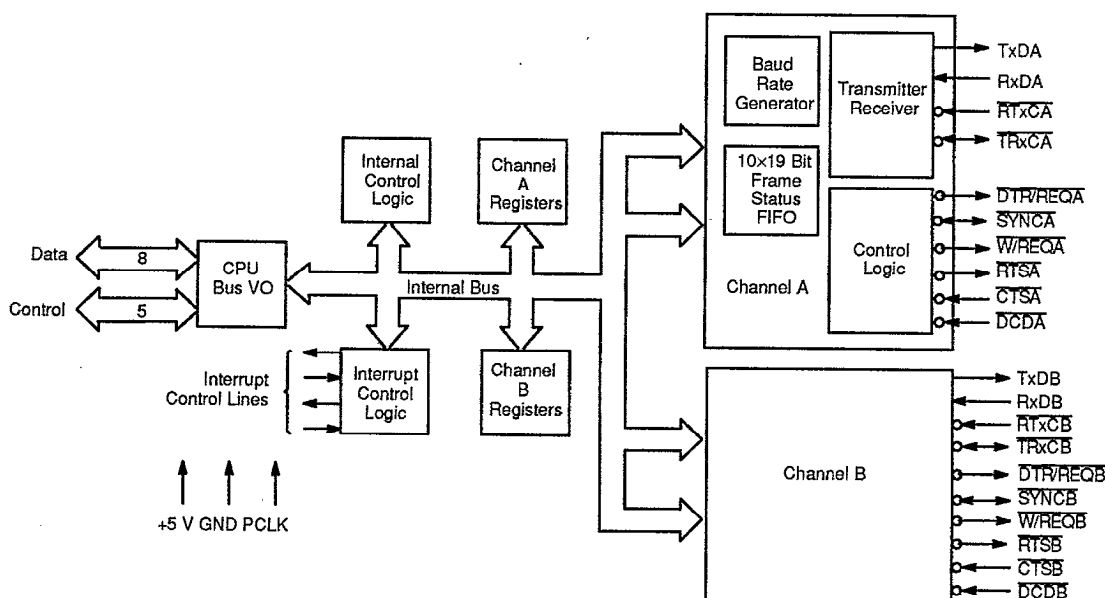 Baud
Rate
Generator
Transmitter
Receiver
TxDA
RxDA
RTxCA
TRxCA
10×19 Bit
Frame
Status
FIFO
Control
Logic
Channel A
DTR/REQA
SYNCA
W/REQA
RTSA
CTSA
DCDA
Internal
Control
Logic
Channel
A
Registers
Data
8
CPU
Bus VO
Control
5
Internal Bus
Interrupt
Control Lines
Interrupt
Control
Logic
Channel
B
Registers
+5 V GND PCLK
Channel B
TxDB
RxDB
RTxCB
TRxCB
DTR/REQB
SYNCB
W/REQB
RTSB
CTSB
DCDB